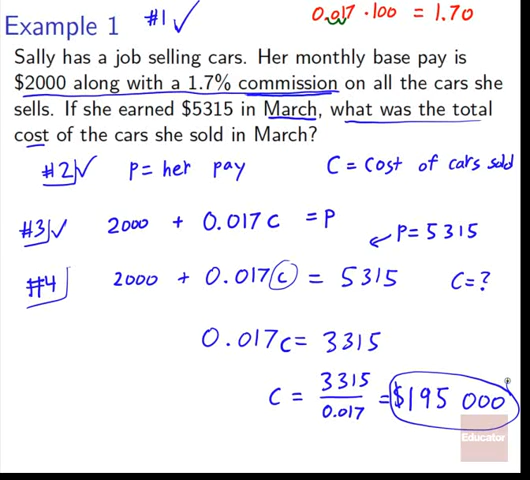 Example 1 #1 ✓ 0.017 · 100 = 1.70
Sally has a job selling cars. Her monthly base pay is
$2000 along with a 1.7% commission on all the cars she
sells. If she earned $5315 in March, what was the total
cost of the cars she sold in March?
#2 ✓ P = her pay C = cost of cars sold
#3 ✓ 2000 + 0.017C = P
P = 5315
#4 2000 + 0.017C = 5315 C = ?
0.017C = 3315
C = 3315/0.017 = $195 000
Educator